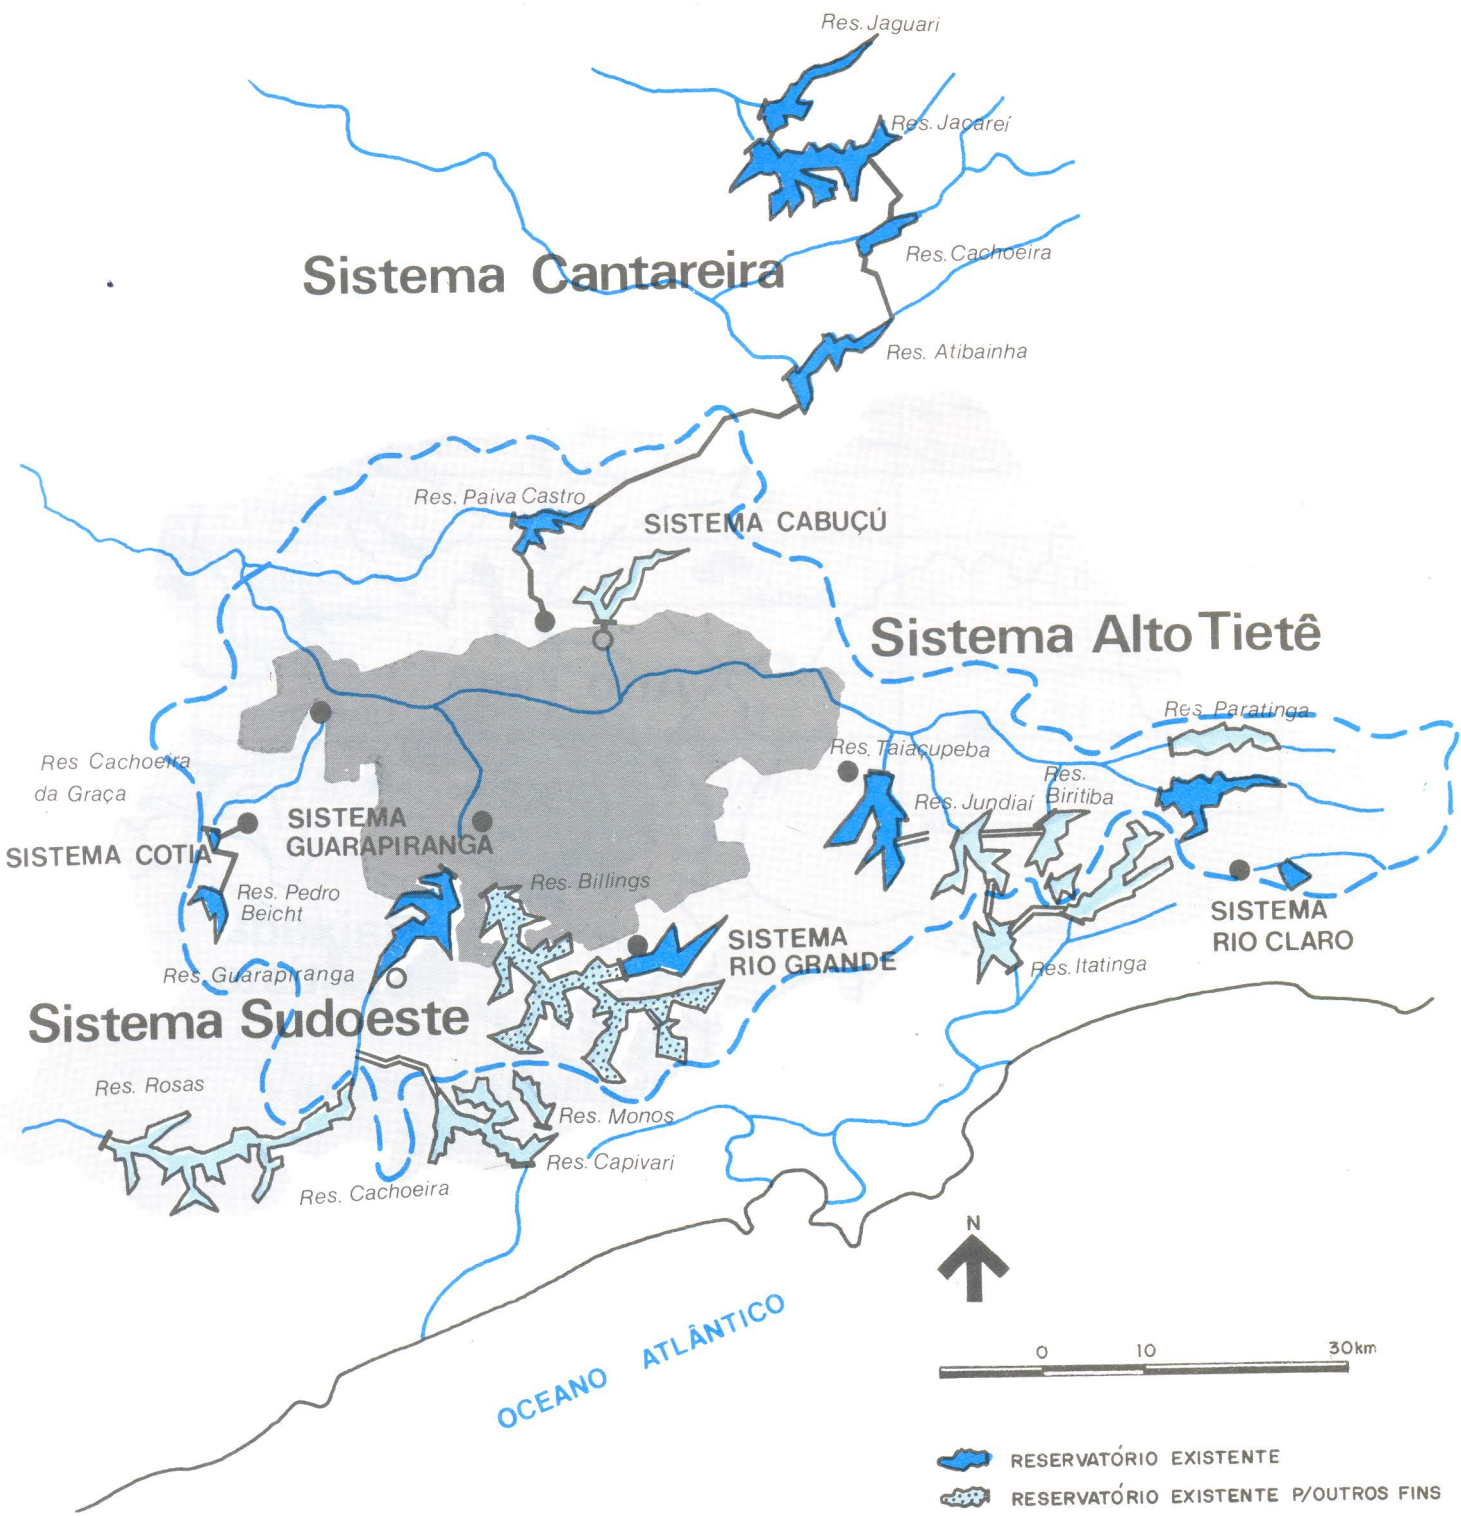 Res. Jaguari
Res. Jacareí
Sistema Cantareira
Res. Cachoeira
Res. Atibainha
Res. Paiva Castro
SISTEMA CABUÇÚ
Sistema Alto Tietê
Res. Paratinga
Res. Taiaçupeba
Res Cachoeira
da Graça
Res. Jundiaí
Res.
Biritiba
SISTEMA
GUARAPIRANGA
SISTEMA COTIA
Res. Pedro
Beicht
Res. Billings
SISTEMA
RIO CLARO
SISTEMA
RIO GRANDE
Res. Guarapiranga
Res. Itatinga
Sistema Sudoeste
Res. Rosas
Res. Monos
Res. Capivari
Res. Cachoeira
N
OCEANO ATLÂNTICO
0 10 30km
RESERVATÓRIO EXISTENTE
RESERVATÓRIO EXISTENTE P/OUTROS FINS